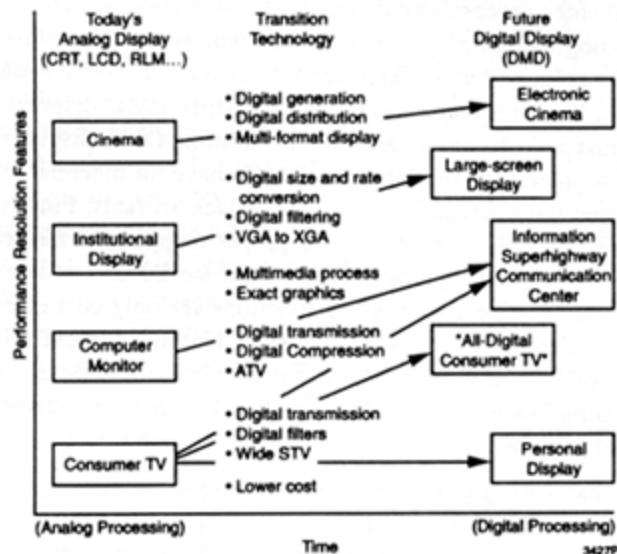 Today's
Analog Display
(CRT, LCD, RLM...)
Transition
Technology
Future
Digital Display
(DMD)
Performance Resolution Features
Cinema
Institutional
Display
Computer
Monitor
Consumer TV
• Digital generation
• Digital distribution
• Multi-format display
• Digital size and rate
conversion
• Digital filtering
• VGA to XGA
• Multimedia process
• Exact graphics
• Digital transmission
• Digital Compression
• ATV
• Digital transmission
• Digital filters
• Wide STV
• Lower cost
Electronic
Cinema
Large-screen
Display
Information
Superhighway
Communication
Center
"All-Digital
Consumer TV"
Personal
Display
(Analog Processing)
Time
(Digital Processing)